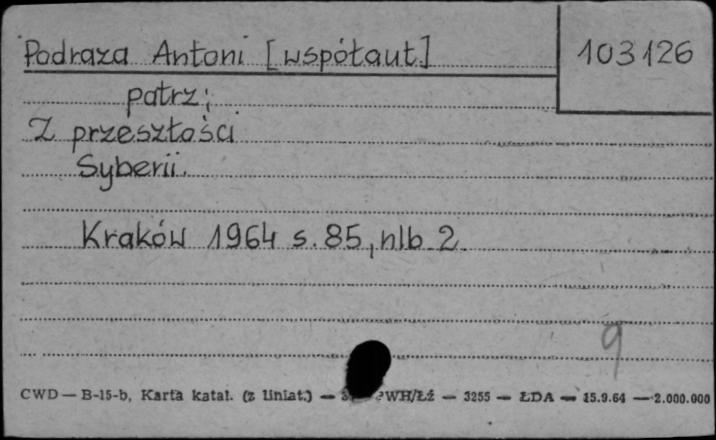 Podraza Antoni [współaut]
103126
patrz;
Z przeszłości
Syberii.
Kraków 1964 s. 85, nlb 2
9
CWD — B-15-b, Karta katal. (z liniat.) — PWH/Łź — 3255 — ŁDA — 15.9.64 — 2.000.000